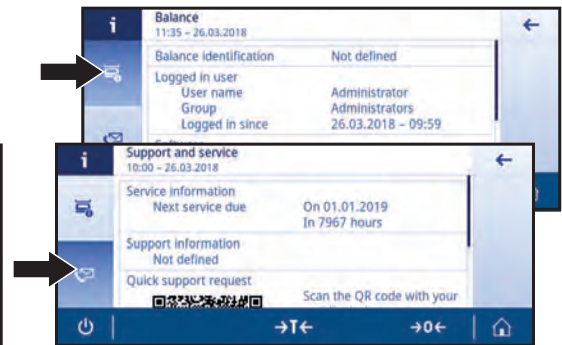 i
Balance
11:35 – 26.03.2018
Balance identification Not defined
Logged in user
User name Administrator
Group Administrators
Logged in since 26.03.2018 – 09:59
i
Support and service
10:00 – 26.03.2018
Service information
Next service due On 01.01.2019
In 7967 hours
Support information
Not defined
Quick support request
Scan the QR code with your
→T← →0←